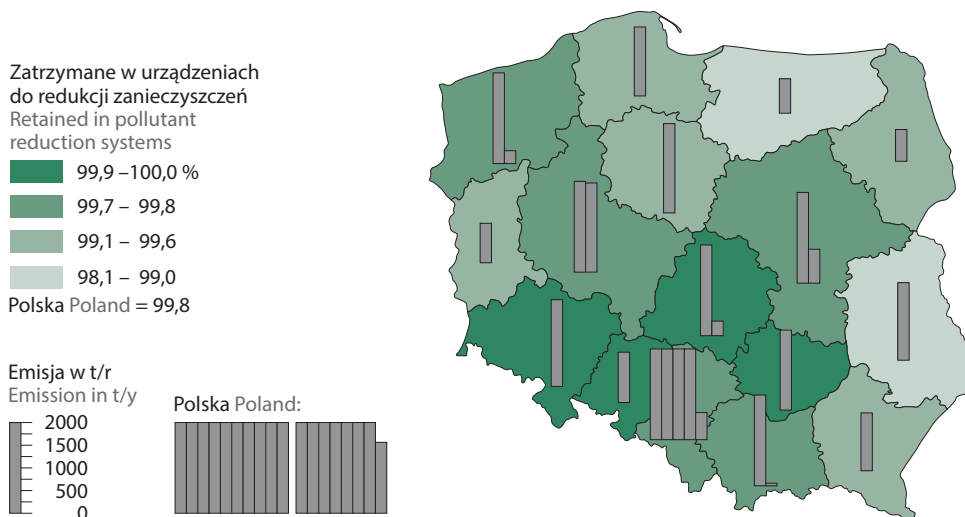 Zatrzymane w urządzeniach
do redukcji zanieczyszczeń
Retained in pollutant
reduction systems
99,9 –100,0 %
99,7 – 99,8
99,1 – 99,6
98,1 – 99,0
Polska Poland = 99,8
Emisja w t/r
Emission in t/y
2000
1500
1000
500
0
Polska Poland: